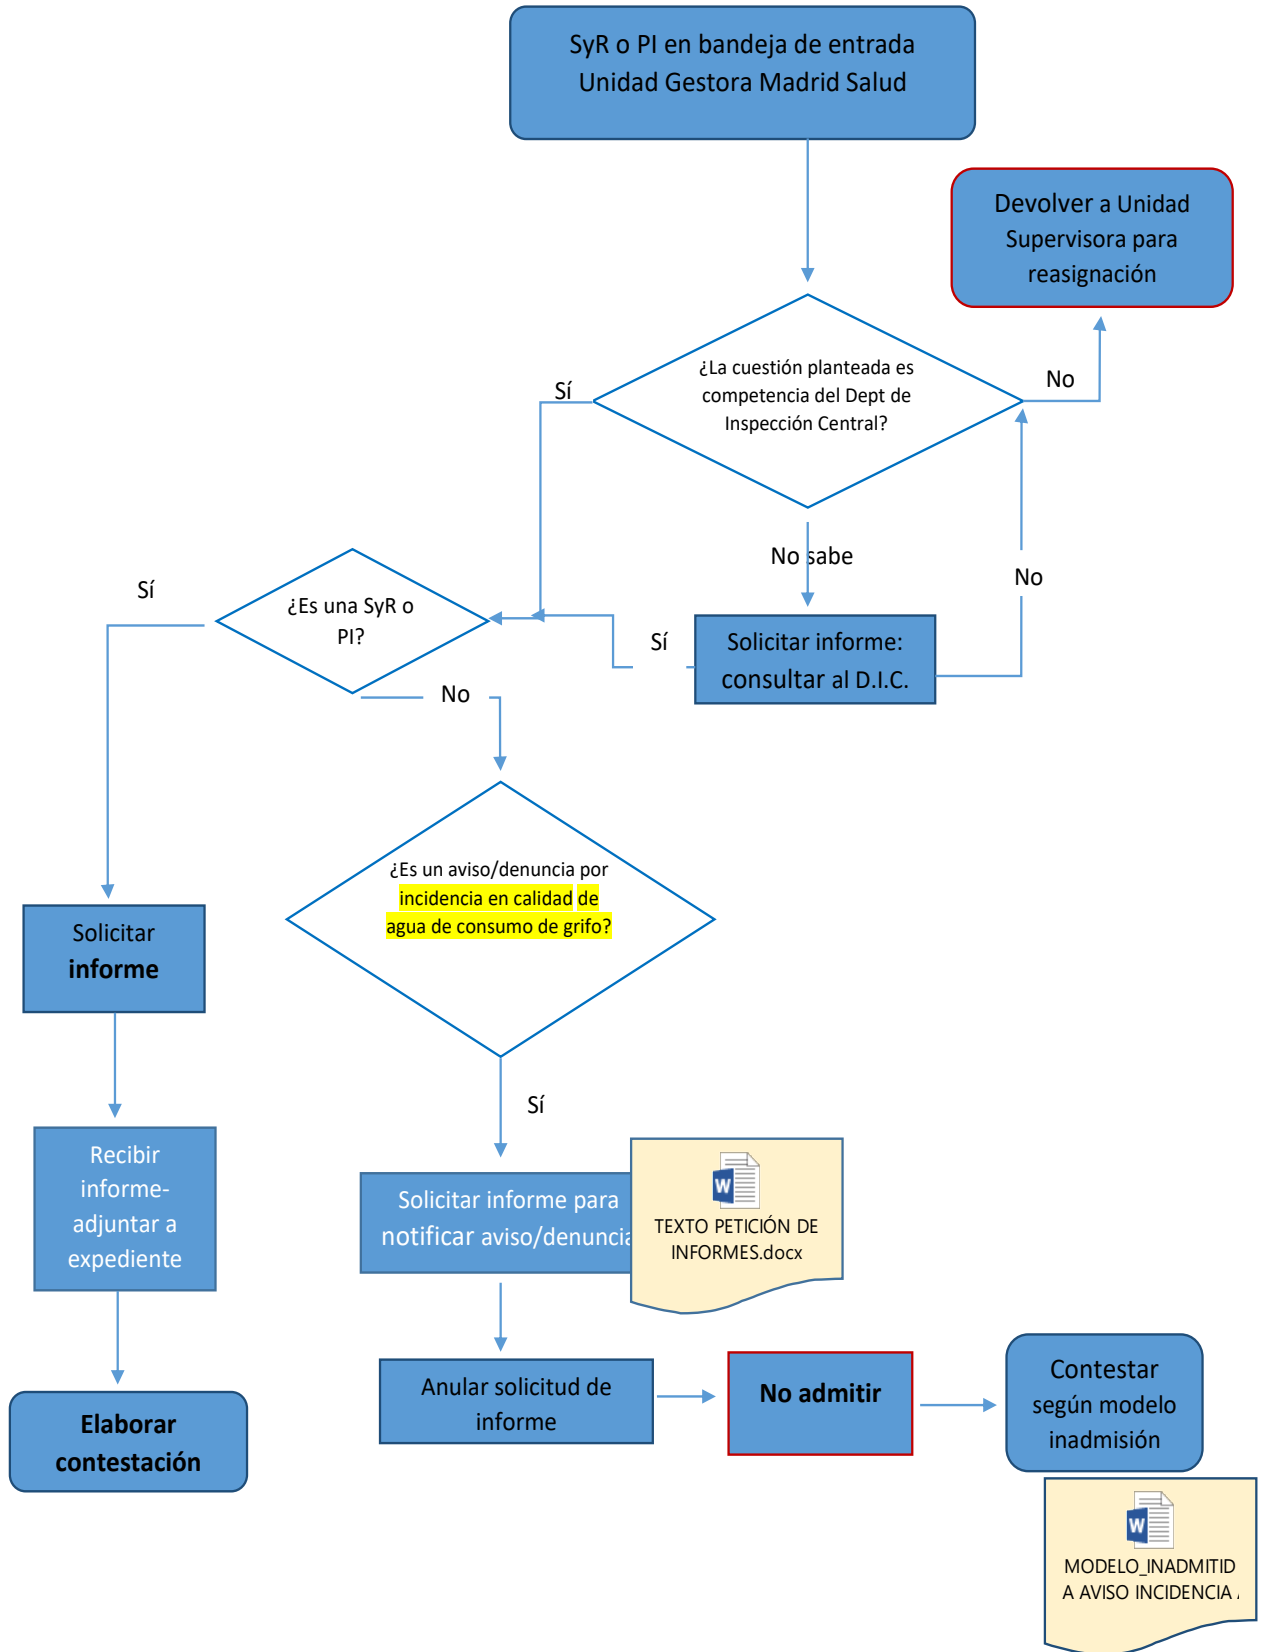 SyR o PI en bandeja de entrada
Unidad Gestora Madrid Salud
Devolver a Unidad
Supervisora para
reasignación
¿La cuestión planteada es
competencia del Dept de
Inspección Central?
Sí
No
No sabe
No
Sí
¿Es una SyR o
PI?
Sí
Solicitar informe:
consultar al D.I.C.
No
¿Es un aviso/denuncia por
incidencia en calidad de
agua de consumo de grifo?
Solicitar
informe
Sí
Recibir
informe-
adjuntar a
expediente
Solicitar informe para
notificar aviso/denuncia
TEXTO PETICIÓN DE
INFORMES.docx
Anular solicitud de
informe
No admitir
Contestar
según modelo
inadmisión
Elaborar
contestación
MODELO_INADMITID
A AVISO INCIDENCIA